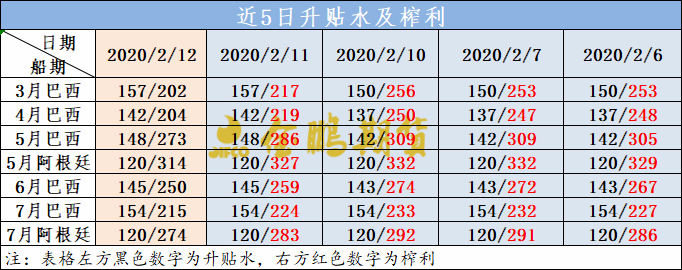 近5日升贴水及榨利
日期
船期 2020/2/12 2020/2/11 2020/2/10 2020/2/7 2020/2/6
3月巴西 157/202 157/217 150/256 150/253 150/253
4月巴西 142/204 142/219 137/250 137/247 137/248
5月巴西 148/273 148/286 142/309 142/309 142/305
5月阿根廷 120/314 120/327 120/332 120/332 120/329
6月巴西 145/250 145/259 143/274 143/272 143/267
7月巴西 154/215 154/224 154/233 154/232 154/227
7月阿根廷 120/274 120/283 120/292 120/291 120/286
注：表格左方黑色数字为升贴水，右方红色数字为榨利
JPFCO 金鹏期货